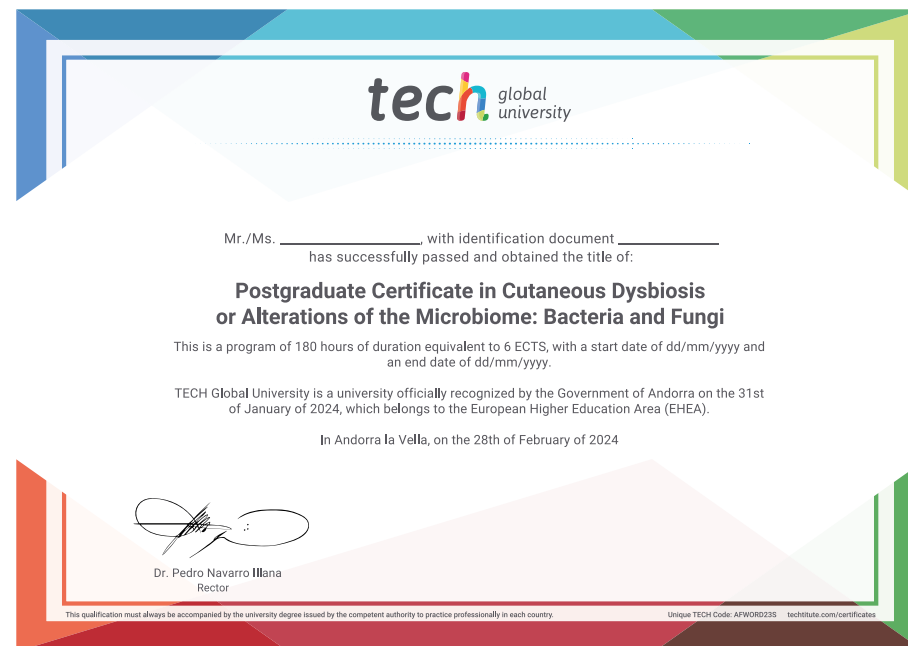 tech global university
Mr./Ms. ____________, with identification document ____________
has successfully passed and obtained the title of:
Postgraduate Certificate in Cutaneous Dysbiosis
or Alterations of the Microbiome: Bacteria and Fungi
This is a program of 180 hours of duration equivalent to 6 ECTS, with a start date of dd/mm/yyyy and
an end date of dd/mm/yyyy.
TECH Global University is a university officially recognized by the Government of Andorra on the 31st
of January of 2024, which belongs to the European Higher Education Area (EHEA).
In Andorra la Vella, on the 28th of February of 2024
Dr. Pedro Navarro Illana
Rector
This qualification must always be accompanied by the university degree issued by the competent authority to practice professionally in each country.
Unique TECH Code: AFWORD23S techtitute.com/certificates